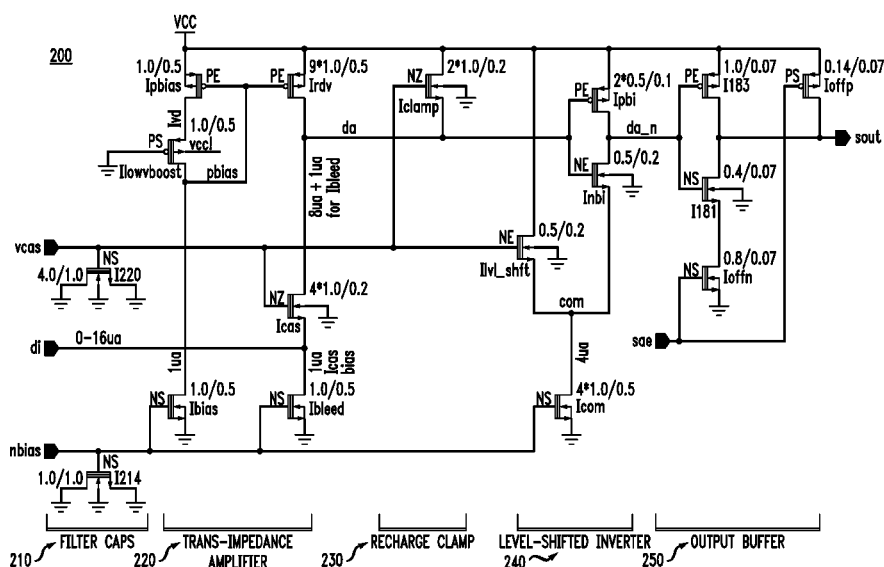 VCC
200
1.0/0.5
PE
Ipbias
9*1.0/0.5
PE
Irdv
2*1.0/0.2
NZ
Iclamp
2*0.5/0.1
PE
Ipbi
1.0/0.07
PE
I183
0.14/0.07
PS
Ioffp
Ivd
1.0/0.5
PS
vccl
Ilowvboost
pbias
da
da_n
sout
8ua + 1ua
for Ibleed
0.5/0.2
NE
Inbi
0.4/0.07
NS
I181
vcas
NS
4.0/1.0
I220
0.5/0.2
NE
Ilvl_shft
0.8/0.07
NS
Ioffn
4*1.0/0.2
NZ
Icas
com
di
0-16ua
sae
1ua
1ua
Icas
bias
4ua
1.0/0.5
NS
Ibias
1.0/0.5
NS
Ibleed
4*1.0/0.5
NS
Icom
nbias
NS
1.0/1.0
I214
210
FILTER CAPS
220
TRANS-IMPEDANCE
AMPLIFIER
230
RECHARGE CLAMP
LEVEL-SHIFTED INVERTER
240
250
OUTPUT BUFFER